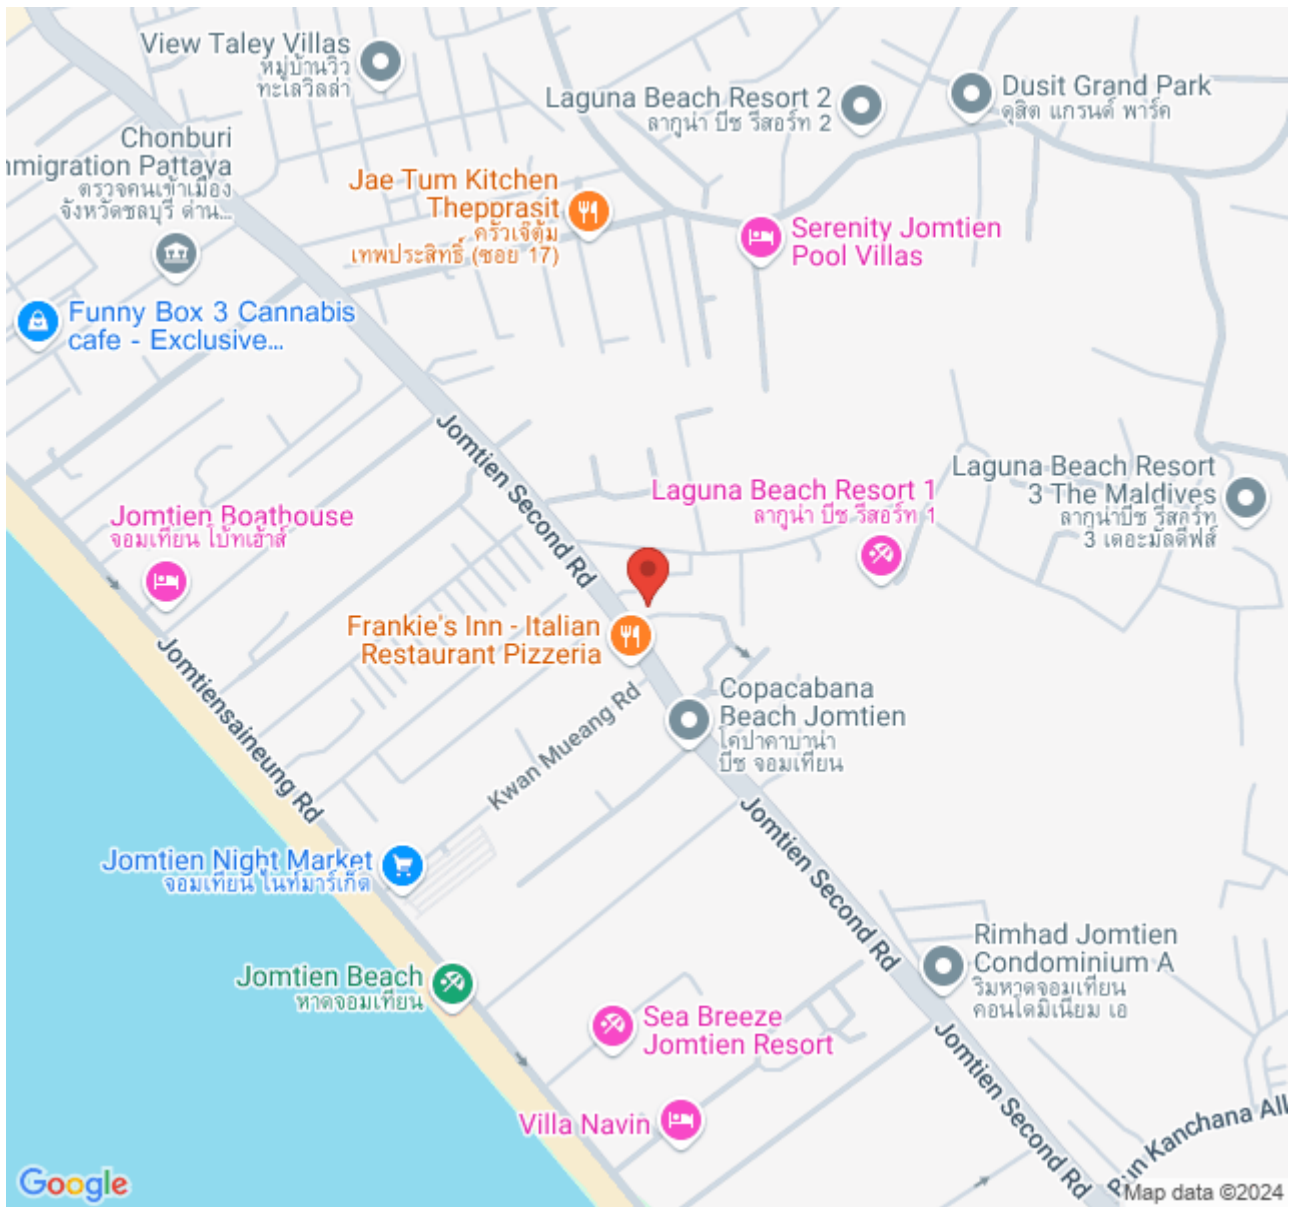 View Taley Villas
หมู่บ้านวิว
ทะเลวิลล่า
Laguna Beach Resort 2
ลากูน่า บีช รีสอร์ท 2
Dusit Grand Park
ดุสิต แกรนด์ พาร์ค
Chonburi
mmigration Pattaya
ตรวจคนเข้าเมือง
จังหวัดชลบุรี ด่าน...
Jae Tum Kitchen
Thepprasit
ครัวเจ๊ตุ้ม
เทพประสิทธิ์ (ซอย 17)
Serenity Jomtien
Pool Villas
Funny Box 3 Cannabis
cafe - Exclusive...
Jomtien Second Rd
Laguna Beach Resort 1
ลากูน่า บีช รีสอร์ท 1
Laguna Beach Resort
3 The Maldives
ลากูน่าบีช รีสอร์ท
3 เดอะมัลดีฟส์
Jomtien Boathouse
จอมเทียน โบ้ทเฮ้าส์
Frankie's Inn - Italian
Restaurant Pizzeria
Jomtiensaineung Rd
Kwan Mueang Rd
Copacabana
Beach Jomtien
โคปาคาบาน่า
บีช จอมเทียน
Jomtien Second Rd
Jomtien Night Market
จอมเทียน ไนท์มาร์เก็ต
Rimhad Jomtien
Condominium A
ริมหาดจอมเทียน
คอนโดมิเนียม เอ
Jomtien Beach
หาดจอมเทียน
Sea Breeze
Jomtien Resort
Jomtien Second Rd
Villa Navin
Pun Kanchana All
Google
Map data ©2024